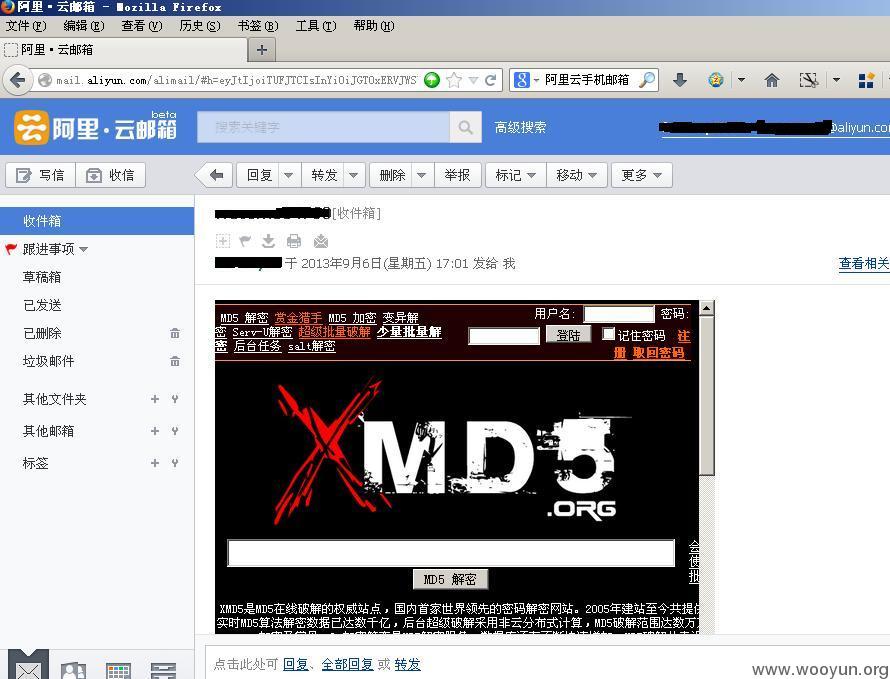 阿里·云邮箱 - Mozilla Firefox
文件(F) 编辑(E) 查看(V) 历史(S) 书签(B) 工具(T) 帮助(H)
阿里·云邮箱
mail.aliyun.com/alimail/#h=eyJtIjoiTUFJTCIsInYiOiJGTOxERVJWS
阿里云手机邮箱
阿里·云邮箱 beta
搜索关键字
高级搜索
@aliyun.com
写信 收信 回复 转发 删除 举报 标记 移动 更多
收件箱
跟进事项
草稿箱
已发送
已删除
垃圾邮件
其他文件夹
其他邮箱
标签
[收件箱]
于 2013年9月6日(星期五) 17:01 发给 我
查看相关
MD5 解密 赏金猎手 MD5 加密 变异解
密 Serv-U解密 超级批量破解 少量批量解
密 后台任务 salt解密
用户名: 密码:
登陆 记住密码 注
册 取回密码
XMD5
.ORG
MD5 解密
XMD5是MD5在线破解的权威站点，国内首家世界领先的密码解密网站。2005年建站至今共提供
实时MD5算法解密数据已达数千亿，后台超级破解采用非云分布式计算，MD5破解范围达数万
点击此处可 回复、全部回复 或 转发
www.wooyun.org